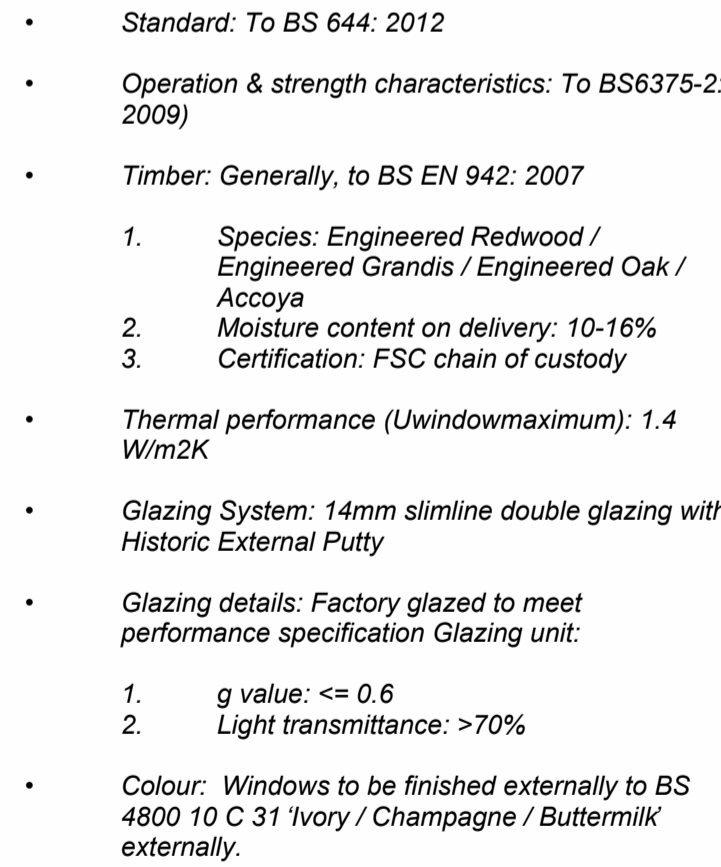 • Standard: To BS 644: 2012
• Operation & strength characteristics: To BS6375-2:
2009)
• Timber: Generally, to BS EN 942: 2007
1. Species: Engineered Redwood /
Engineered Grandis / Engineered Oak /
Accoya
2. Moisture content on delivery: 10-16%
3. Certification: FSC chain of custody
• Thermal performance (Uwindowmaximum): 1.4
W/m2K
• Glazing System: 14mm slimline double glazing with
Historic External Putty
• Glazing details: Factory glazed to meet
performance specification Glazing unit:
1. g value: <= 0.6
2. Light transmittance: >70%
• Colour:  Windows to be finished externally to BS
4800 10 C 31 ‘Ivory / Champagne / Buttermilk’
externally.